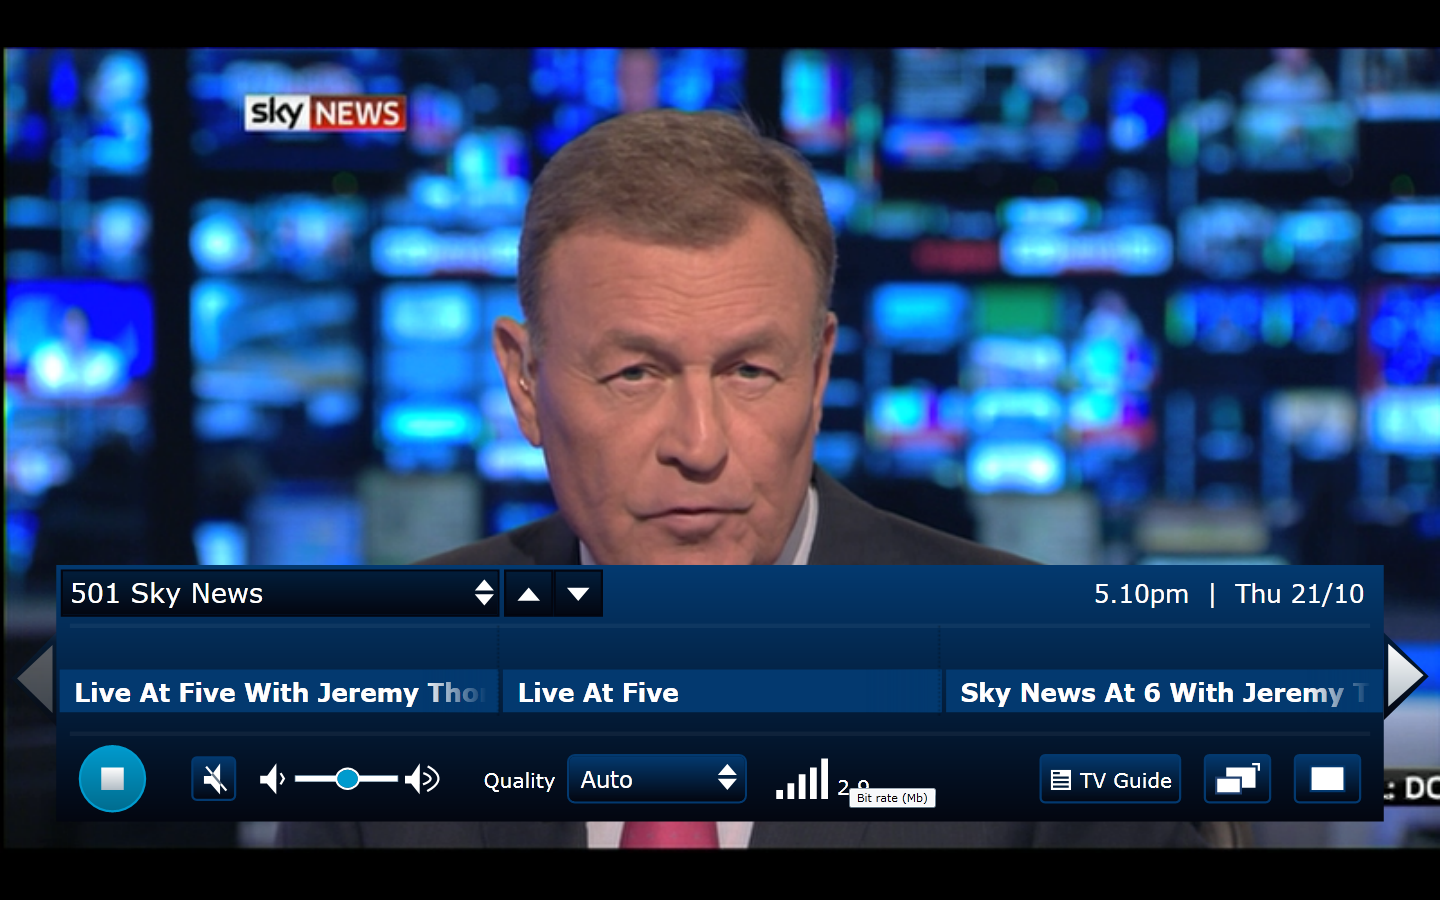 sky NEWS
501 Sky News
5.10pm | Thu 21/10
Live At Five With Jeremy
Live At Five
Sky News At 6 With Jeremy
Quality
Auto
Bit rate (Mb)
TV Guide